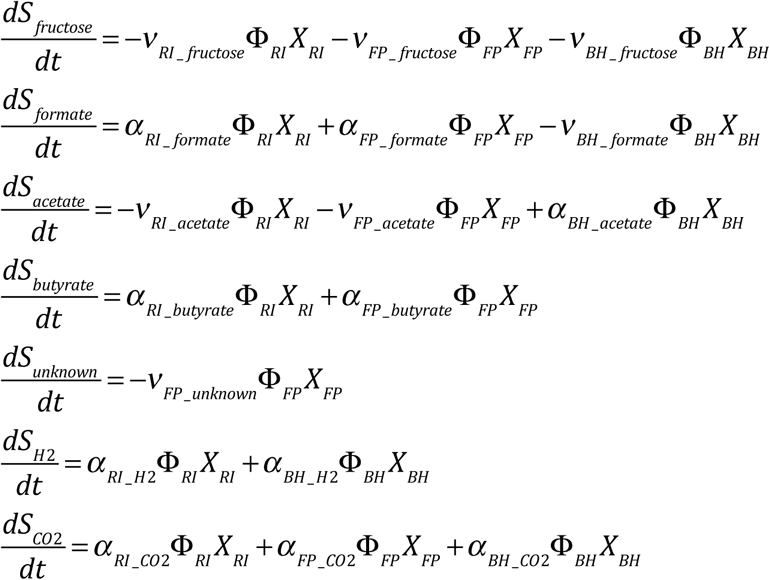 dS_fructose/dt = −ν_RI_fructose Φ_RI X_RI − ν_FP_fructose Φ_FP X_FP − ν_BH_fructose Φ_BH X_BH
dS_formate/dt = α_RI_formate Φ_RI X_RI + α_FP_formate Φ_FP X_FP − ν_BH_formate Φ_BH X_BH
dS_acetate/dt = −ν_RI_acetate Φ_RI X_RI − ν_FP_acetate Φ_FP X_FP + α_BH_acetate Φ_BH X_BH
dS_butyrate/dt = α_RI_butyrate Φ_RI X_RI + α_FP_butyrate Φ_FP X_FP
dS_unknown/dt = −ν_FP_unknown Φ_FP X_FP
dS_H2/dt = α_RI_H2 Φ_RI X_RI + α_BH_H2 Φ_BH X_BH
dS_CO2/dt = α_RI_CO2 Φ_RI X_RI + α_FP_CO2 Φ_FP X_FP + α_BH_CO2 Φ_BH X_BH